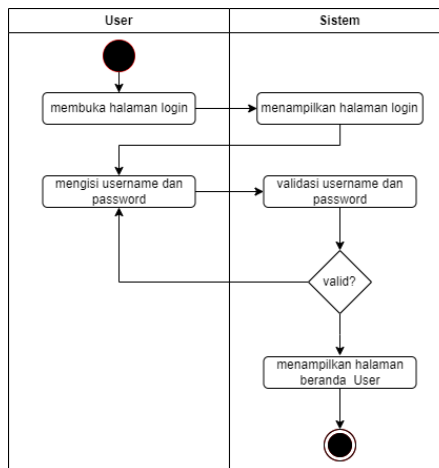 User
Sistem
membuka halaman login
menampilkan halaman login
mengisi username dan
password
validasi username dan
password
valid?
menampilkan halaman
beranda User